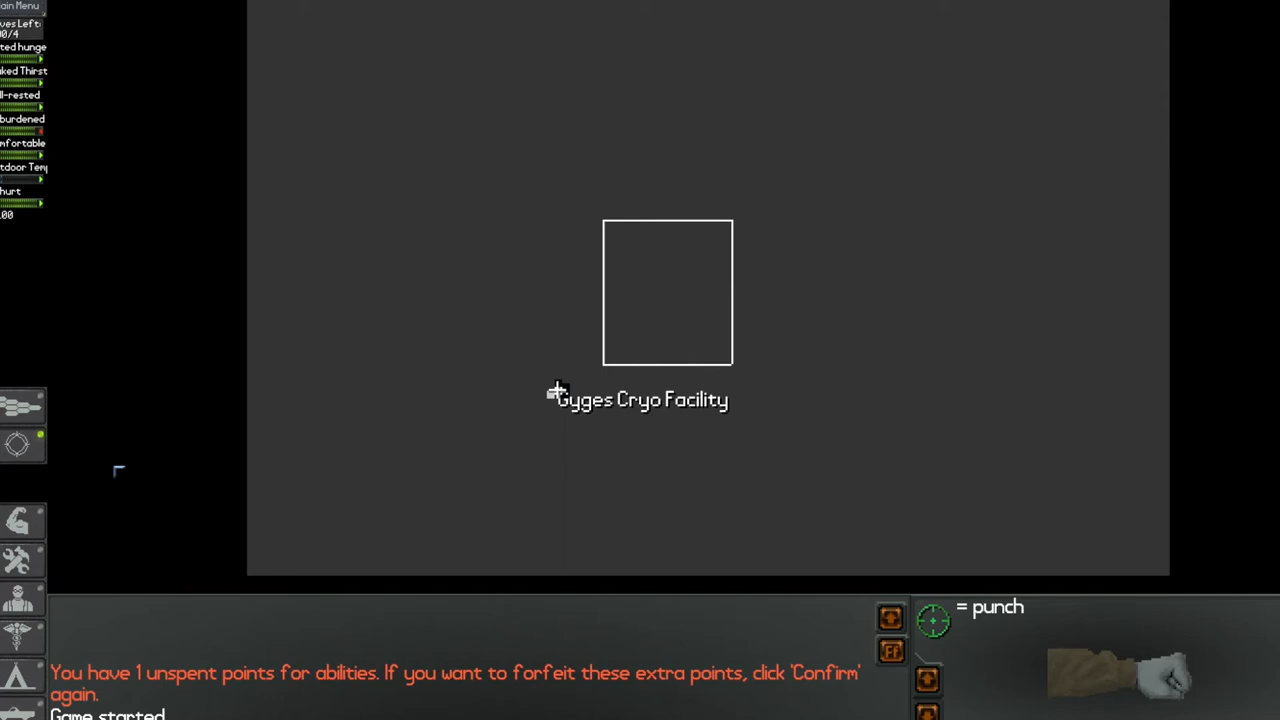 ain Menu
ves Left:
00/4
ted hunge
ked Thirst
ll-rested
burdened
mfortable
tdoor Tem
hurt
.00
Gyges Cryo Facility
= punch
Ff
You have 1 unspent points for abilities. If you want to forfeit these extra points, click 'Confirm'
again.
Game started